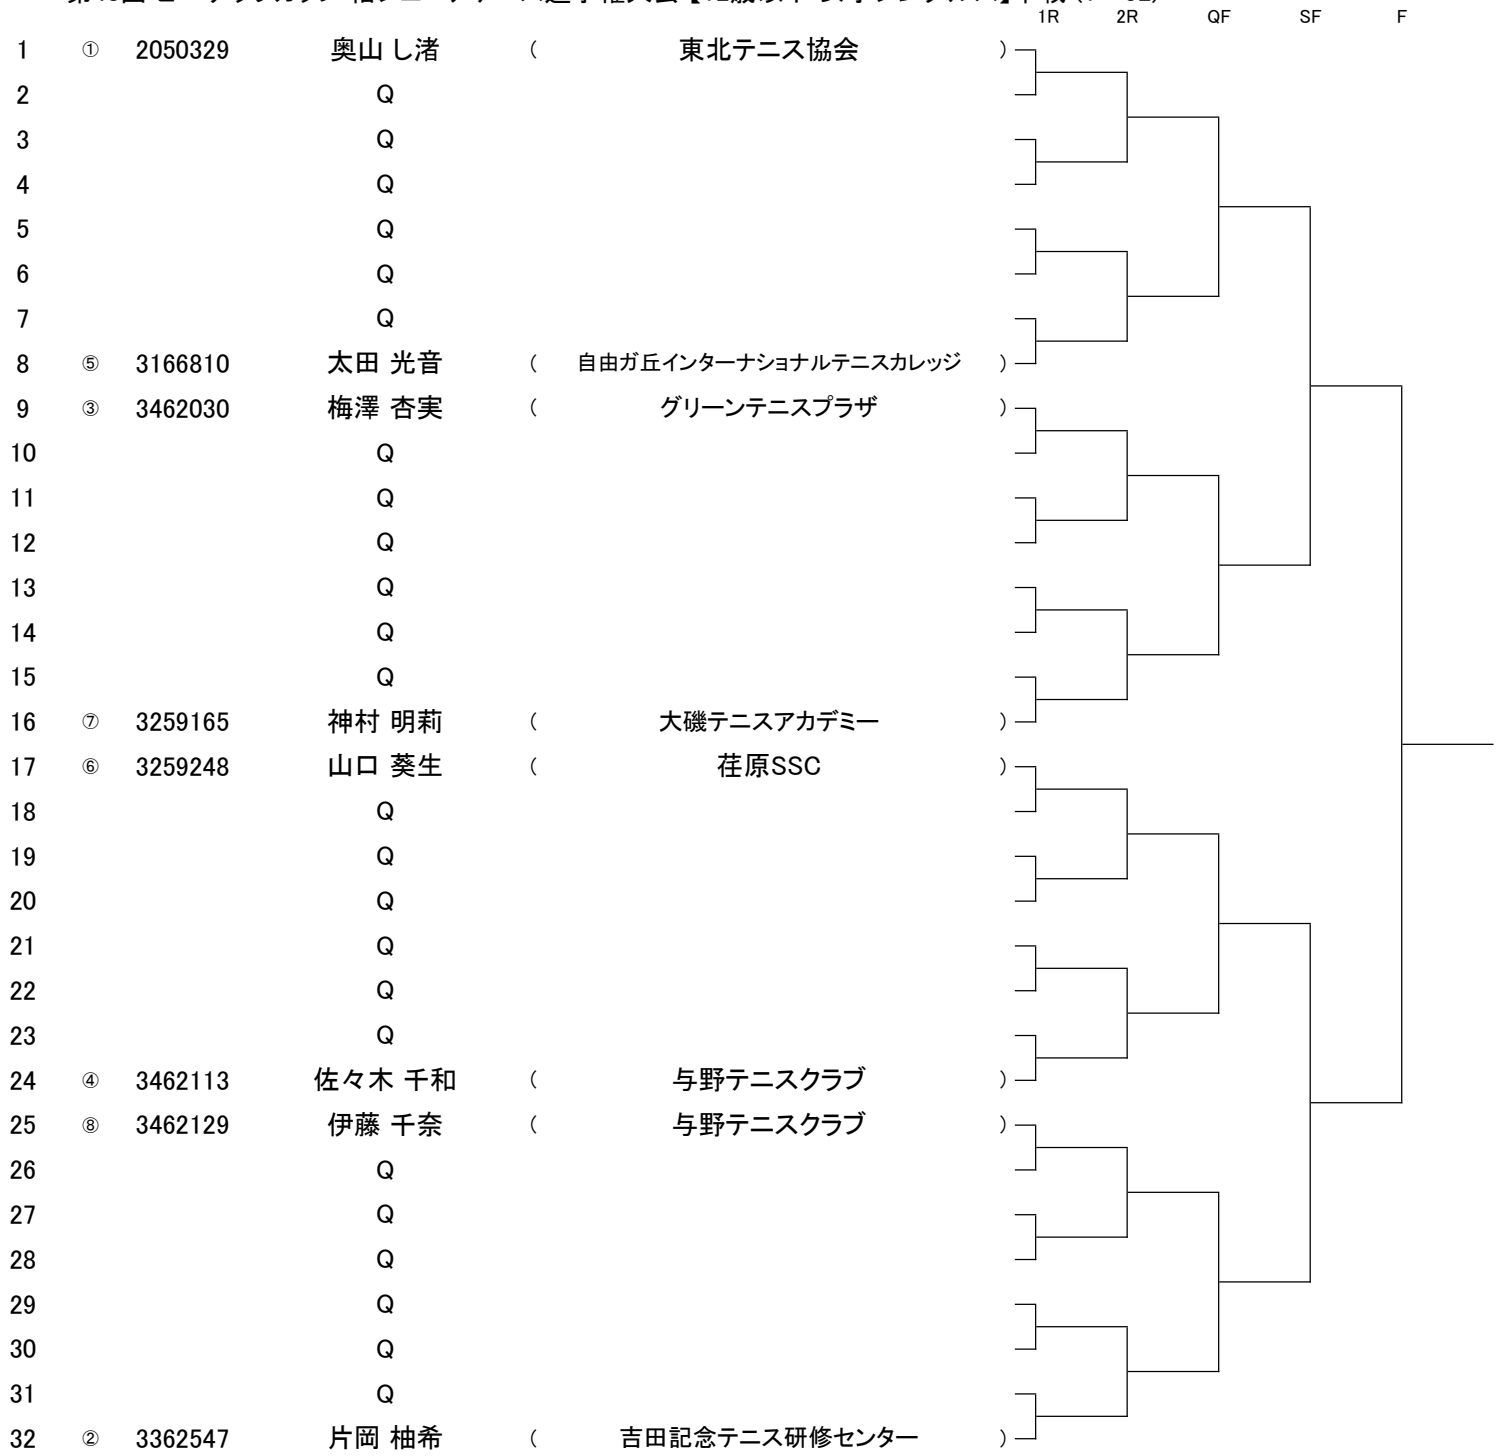 1R 2R QF SF F
1 ① 2050329 奥山 し渚 ( 東北テニス協会 )
2 Q
3 Q
4 Q
5 Q
6 Q
7 Q
8 ⑤ 3166810 太田 光音 ( 自由ガ丘インターナショナルテニスカレッジ )
9 ③ 3462030 梅澤 杏実 ( グリーンテニスプラザ )
10 Q
11 Q
12 Q
13 Q
14 Q
15 Q
16 ⑦ 3259165 神村 明莉 ( 大磯テニスアカデミー )
17 ⑥ 3259248 山口 葵生 ( 荏原SSC )
18 Q
19 Q
20 Q
21 Q
22 Q
23 Q
24 ④ 3462113 佐々木 千和 ( 与野テニスクラブ )
25 ⑧ 3462129 伊藤 千奈 ( 与野テニスクラブ )
26 Q
27 Q
28 Q
29 Q
30 Q
31 Q
32 ② 3362547 片岡 柚希 ( 吉田記念テニス研修センター )